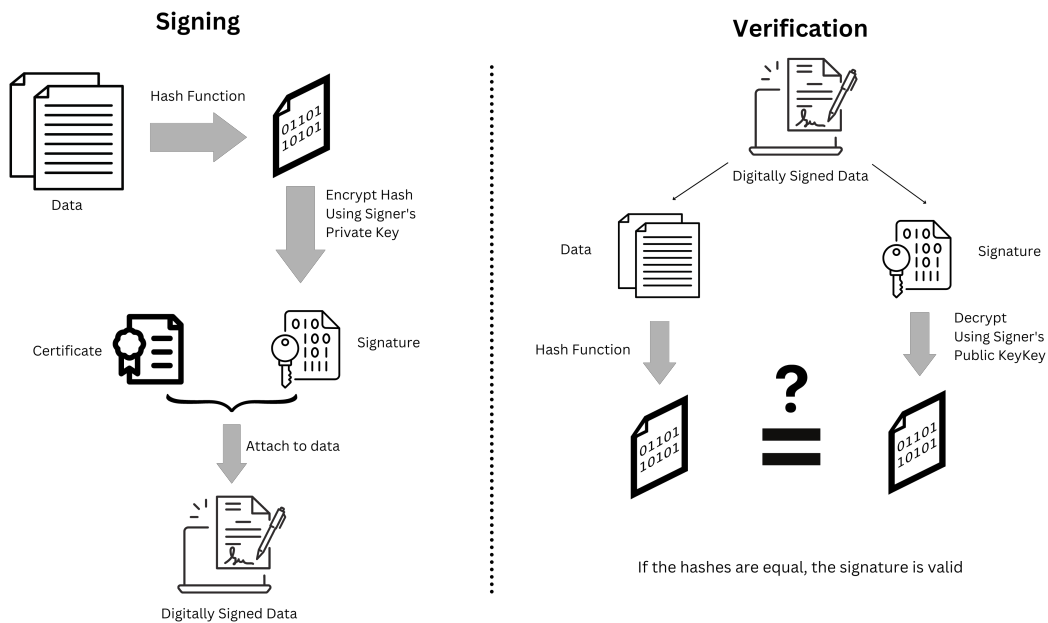 Signing
Hash Function
01101
10101
Data
Encrypt Hash
Using Signer's
Private Key
Certificate
Signature
Attach to data
Digitally Signed Data
Verification
Digitally Signed Data
Data
Signature
Hash Function
Decrypt
Using Signer's
Public KeyKey
01101
10101
?
=
01101
10101
If the hashes are equal, the signature is valid